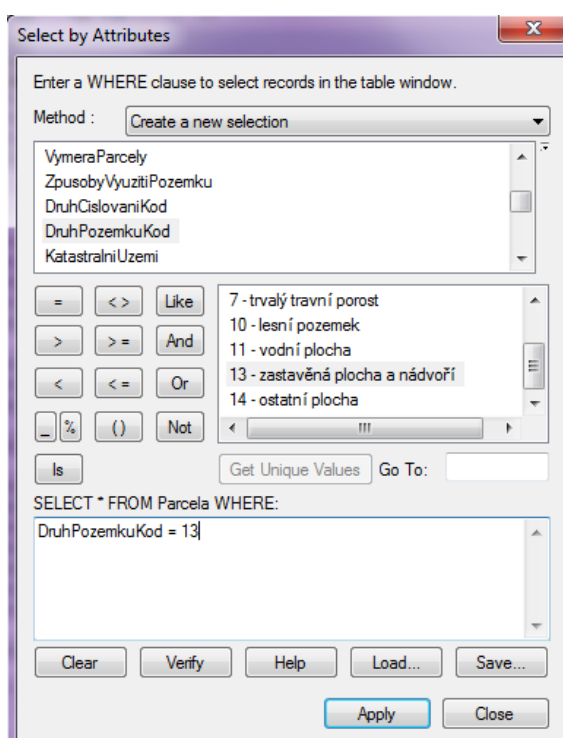 Select by Attributes
Enter a WHERE clause to select records in the table window.
Method : Create a new selection
VymeraParcely
ZpusobyVyuzitiPozemku
DruhCislovaniKod
DruhPozemkuKod
KatastralniUzemi
= < > Like
> > = And
< < = Or
_ % ( ) Not
Is
7 - trvalý travní porost
10 - lesní pozemek
11 - vodní plocha
13 - zastavěná plocha a nádvoří
14 - ostatní plocha
Get Unique Values Go To:
SELECT * FROM Parcela WHERE:
DruhPozemkuKod = 13
Clear Verify Help Load... Save...
Apply Close